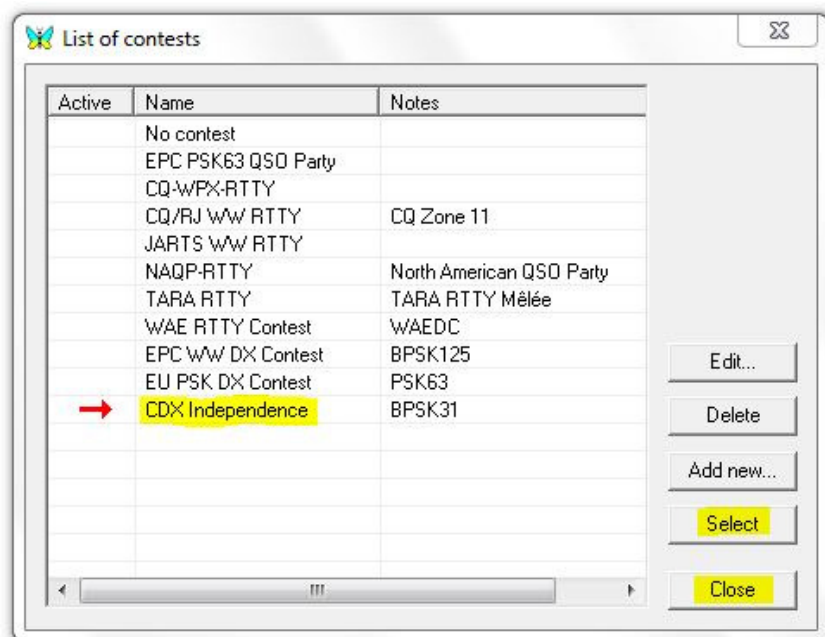 List of contests
Active Name Notes
No contest
EPC PSK63 QSO Party
CQ-WPX-RTTY
CQ/RJ WW RTTY CQ Zone 11
JARTS WW RTTY
NAQP-RTTY North American QSO Party
TARA RTTY TARA RTTY Mêlée
WAE RTTY Contest WAEDC
EPC WW DX Contest BPSK125
EU PSK DX Contest PSK63
CDX Independence BPSK31
Edit...
Delete
Add new...
Select
Close